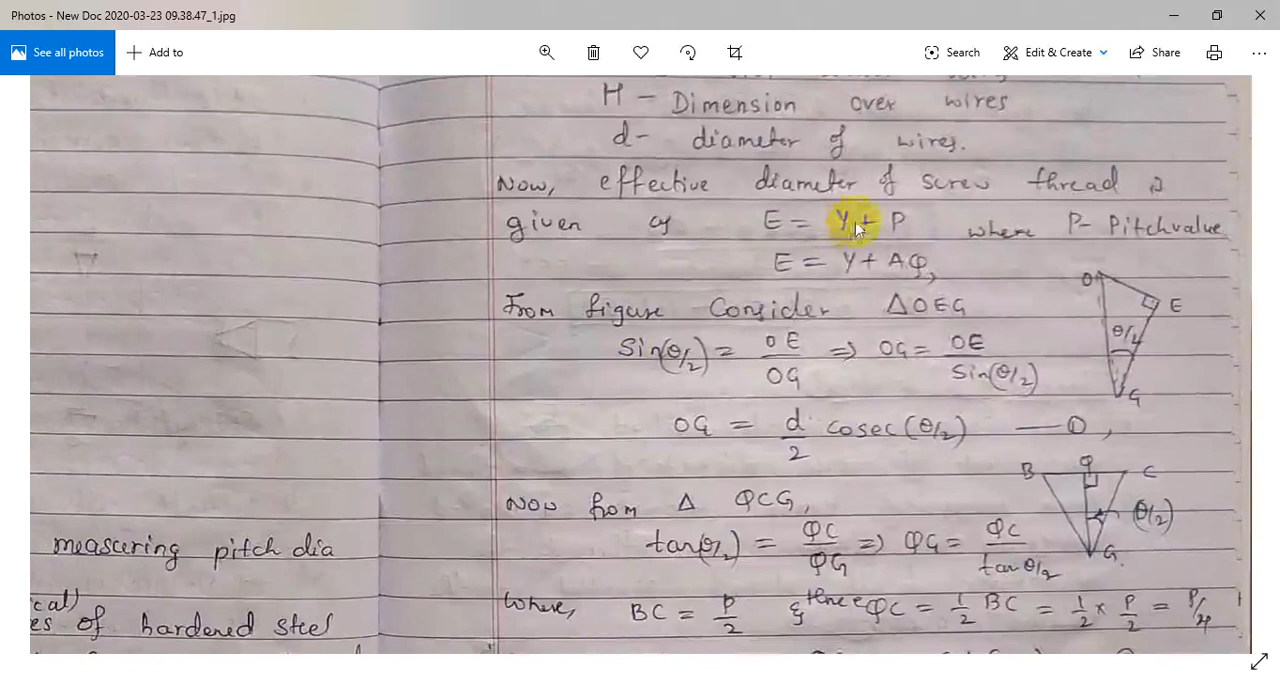 Photos - New Doc 2020-03-23 09.38.47_1.jpg
See all photos
Add to
Search
Edit & Create
Share
H - Dimension over wires
d - diameter of wires.
Now, effective diameter of screw thread is
given by E = Y + P where P- Pitchvalue
E = Y + AQ,
From figure Consider ΔOEG
Sin(θ/2) = OE/OG ⇒ OG = OE/Sin(θ/2)
OG = d/2 cosec(θ/2) — ①,
O
E
θ/2
G
Now from Δ QCG,
tan(θ/2) = QC/QG ⇒ QG = QC/tan θ/2
B
Q
C
(θ/2)
G
Where, BC = P/2 & QC = 1/2 BC = 1/2 × P/2 = P/4
measuring pitch dia
cal)
es of hardened steel